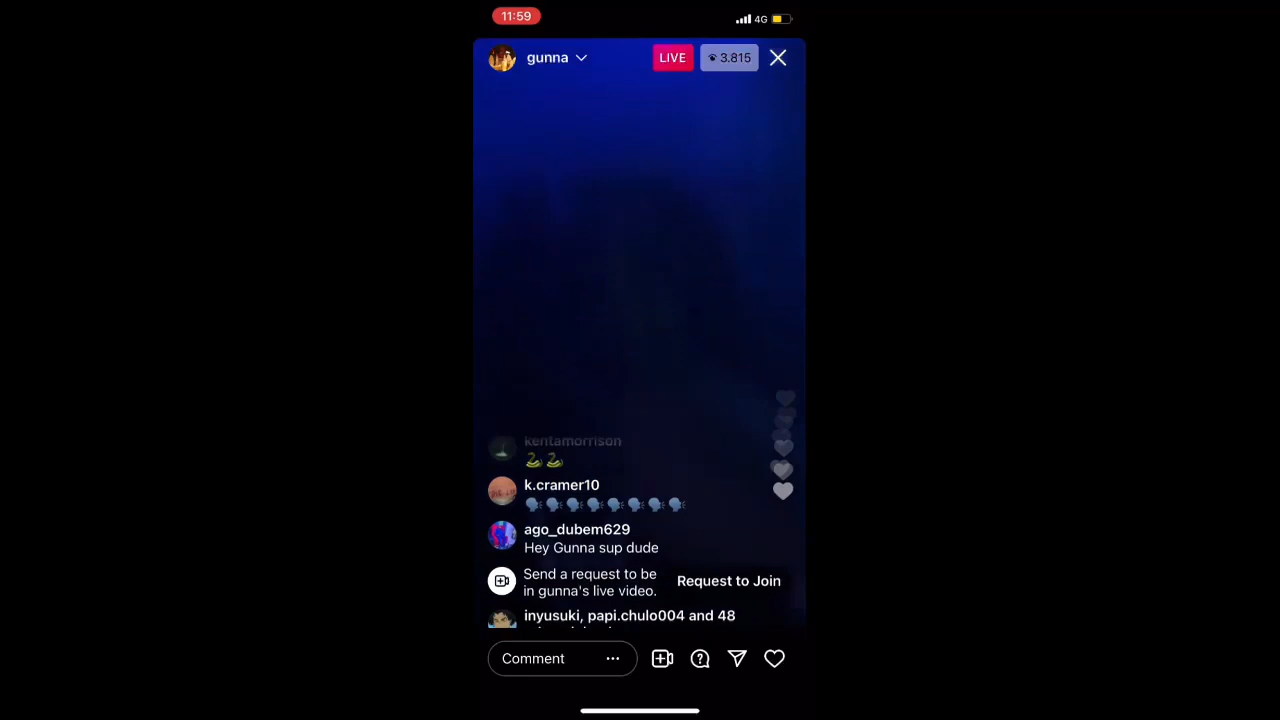 11:59
4G
gunna
LIVE
3.815
kentamorrison
🐍🐍
k.cramer10
🗣🗣🗣🗣🗣🗣🗣🗣
ago_dubem629
Hey Gunna sup dude
Send a request to be
in gunna's live video.
Request to Join
inyusuki, papi.chulo004 and 48
Comment